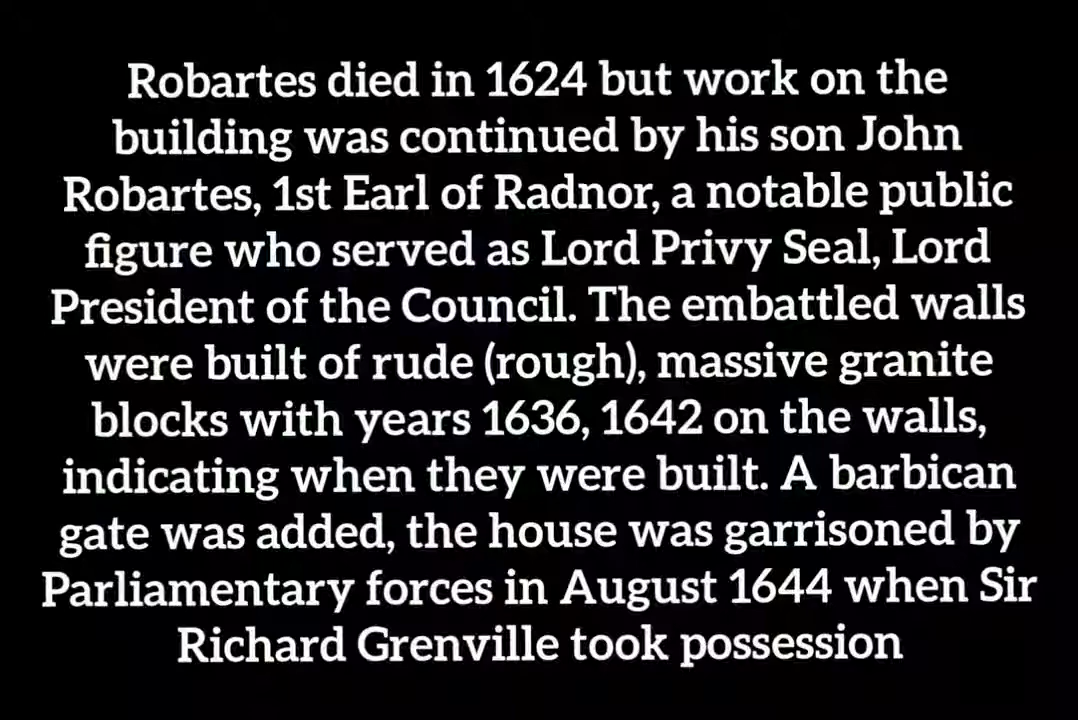 Robartes died in 1624 but work on the
building was continued by his son John
Robartes, 1st Earl of Radnor, a notable public
figure who served as Lord Privy Seal, Lord
President of the Council. The embattled walls
were built of rude (rough), massive granite
blocks with years 1636, 1642 on the walls,
indicating when they were built. A barbican
gate was added, the house was garrisoned by
Parliamentary forces in August 1644 when Sir
Richard Grenville took possession